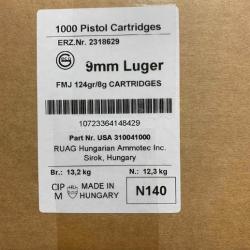 1000 Pistol Cartridges
ERZ.Nr. 2318629
9mm Luger
FMJ 124gr/8g CARTRIDGES
10723364148429
Part Nr. USA 310041000
RUAG Hungarian Ammotec Inc.
Sirok, Hungary
Br.: 13,2 kg N.: 12,3 kg
CIP M MADE IN HUNGARY
N140